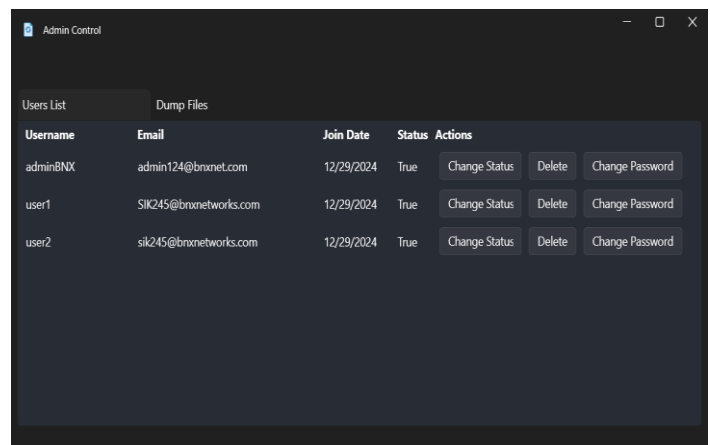 Admin Control
Users List Dump Files
Username Email Join Date Status Actions
adminBNX admin124@bnxnet.com 12/29/2024 True Change Status Delete Change Password
user1 SIK245@bnxnetworks.com 12/29/2024 True Change Status Delete Change Password
user2 sik245@bnxnetworks.com 12/29/2024 True Change Status Delete Change Password